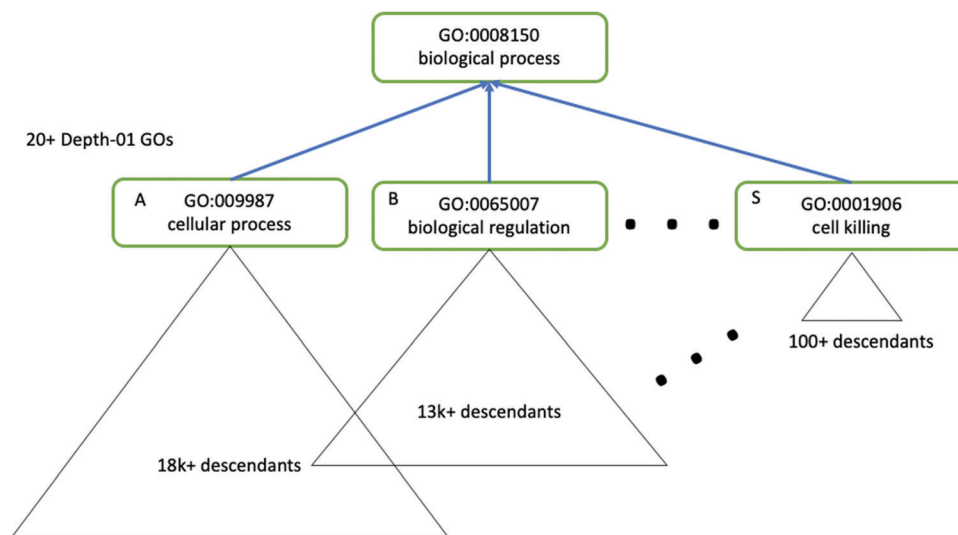 GO:0008150
biological process
20+ Depth-01 GOs
A
GO:009987
cellular process
B
GO:0065007
biological regulation
S
GO:0001906
cell killing
100+ descendants
13k+ descendants
18k+ descendants